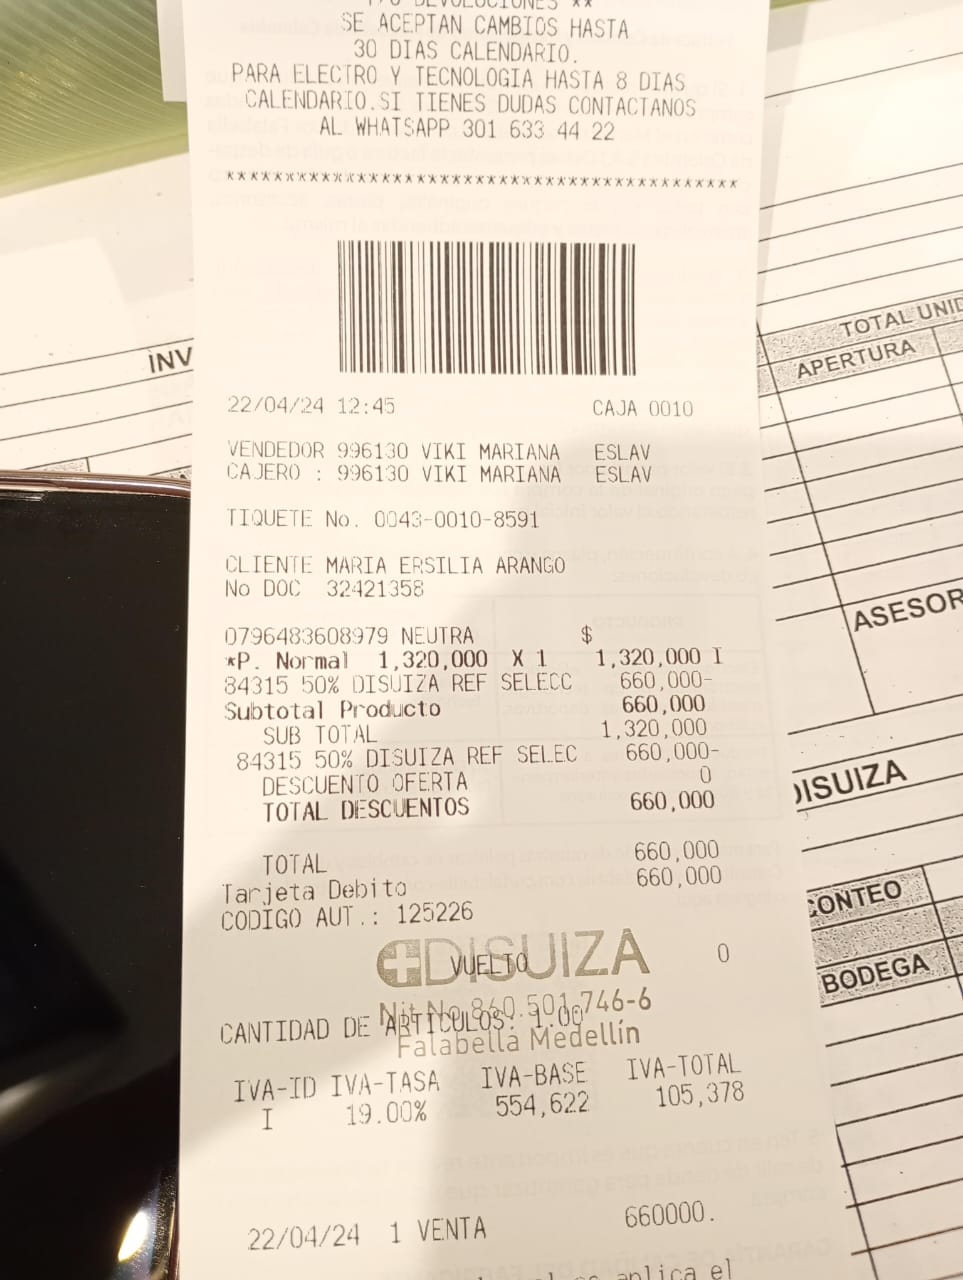 Y/O DEVOLUCIONES **
SE ACEPTAN CAMBIOS HASTA
30 DIAS CALENDARIO.
PARA ELECTRO Y TECNOLOGIA HASTA 8 DIAS
CALENDARIO.SI TIENES DUDAS CONTACTANOS
AL WHATSAPP 301 633 44 22
******************************************
22/04/24 12:45 CAJA 0010
VENDEDOR 996130 VIKI MARIANA ESLAV
CAJERO : 996130 VIKI MARIANA ESLAV
TIQUETE No. 0043-0010-8591
CLIENTE MARIA ERSILIA ARANGO
No DOC 32421358
0796483608979 NEUTRA $
*P. Normal 1,320,000 X 1 1,320,000 I
84315 50% DISUIZA REF SELECC 660,000-
Subtotal Producto 660,000
SUB TOTAL 1,320,000
84315 50% DISUIZA REF SELEC 660,000-
DESCUENTO OFERTA 0
TOTAL DESCUENTOS 660,000
TOTAL 660,000
Tarjeta Debito 660,000
CODIGO AUT.: 125226
DISUIZA
VUELTO 0
Nit No 860.501.746-6
CANTIDAD DE ARTICULOS: 1.00
Falabella Medellín
IVA-ID IVA-TASA IVA-BASE IVA-TOTAL
I 19.00% 554,622 105,378
22/04/24 1 VENTA 660000.
aplica el
INV
TOTAL UNID
APERTURA
ASESOR
DISUIZA
CONTEO
BODEGA